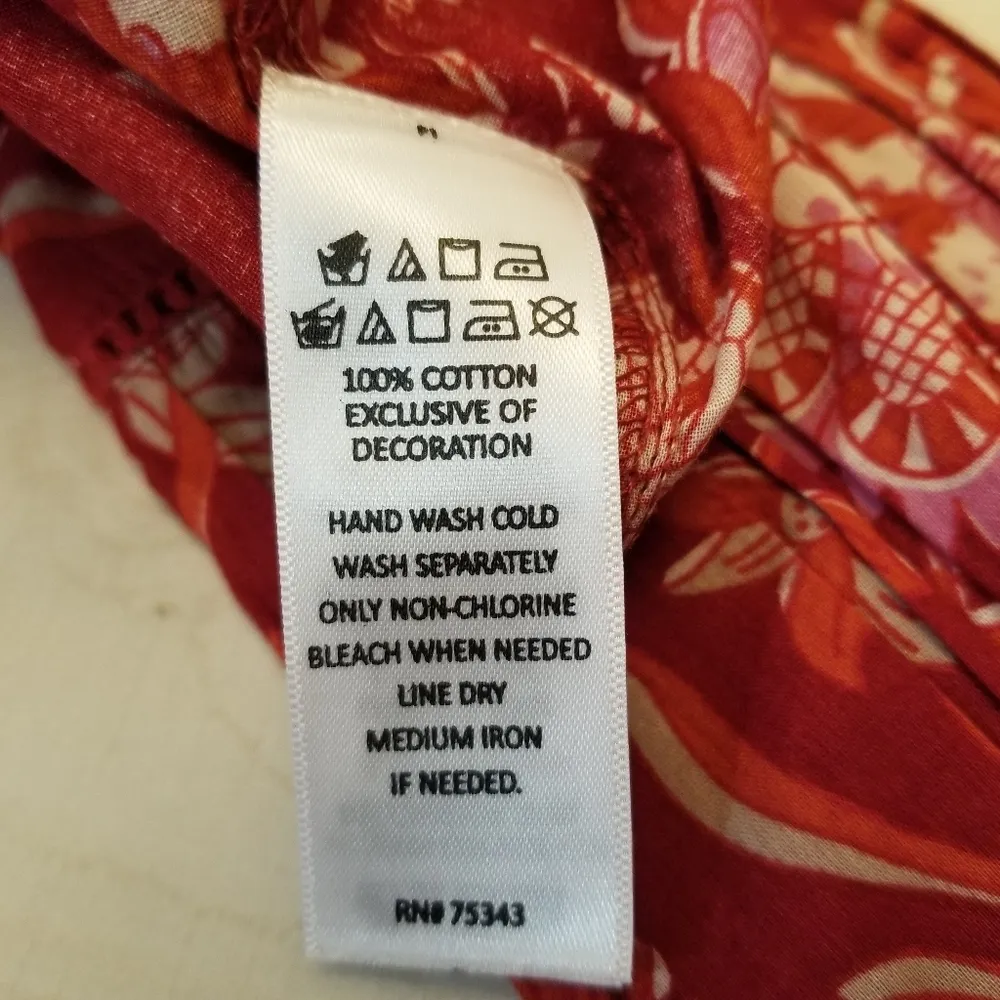 100% COTTON
EXCLUSIVE OF
DECORATION
HAND WASH COLD
WASH SEPARATELY
ONLY NON-CHLORINE
BLEACH WHEN NEEDED
LINE DRY
MEDIUM IRON
IF NEEDED.
RN# 75343